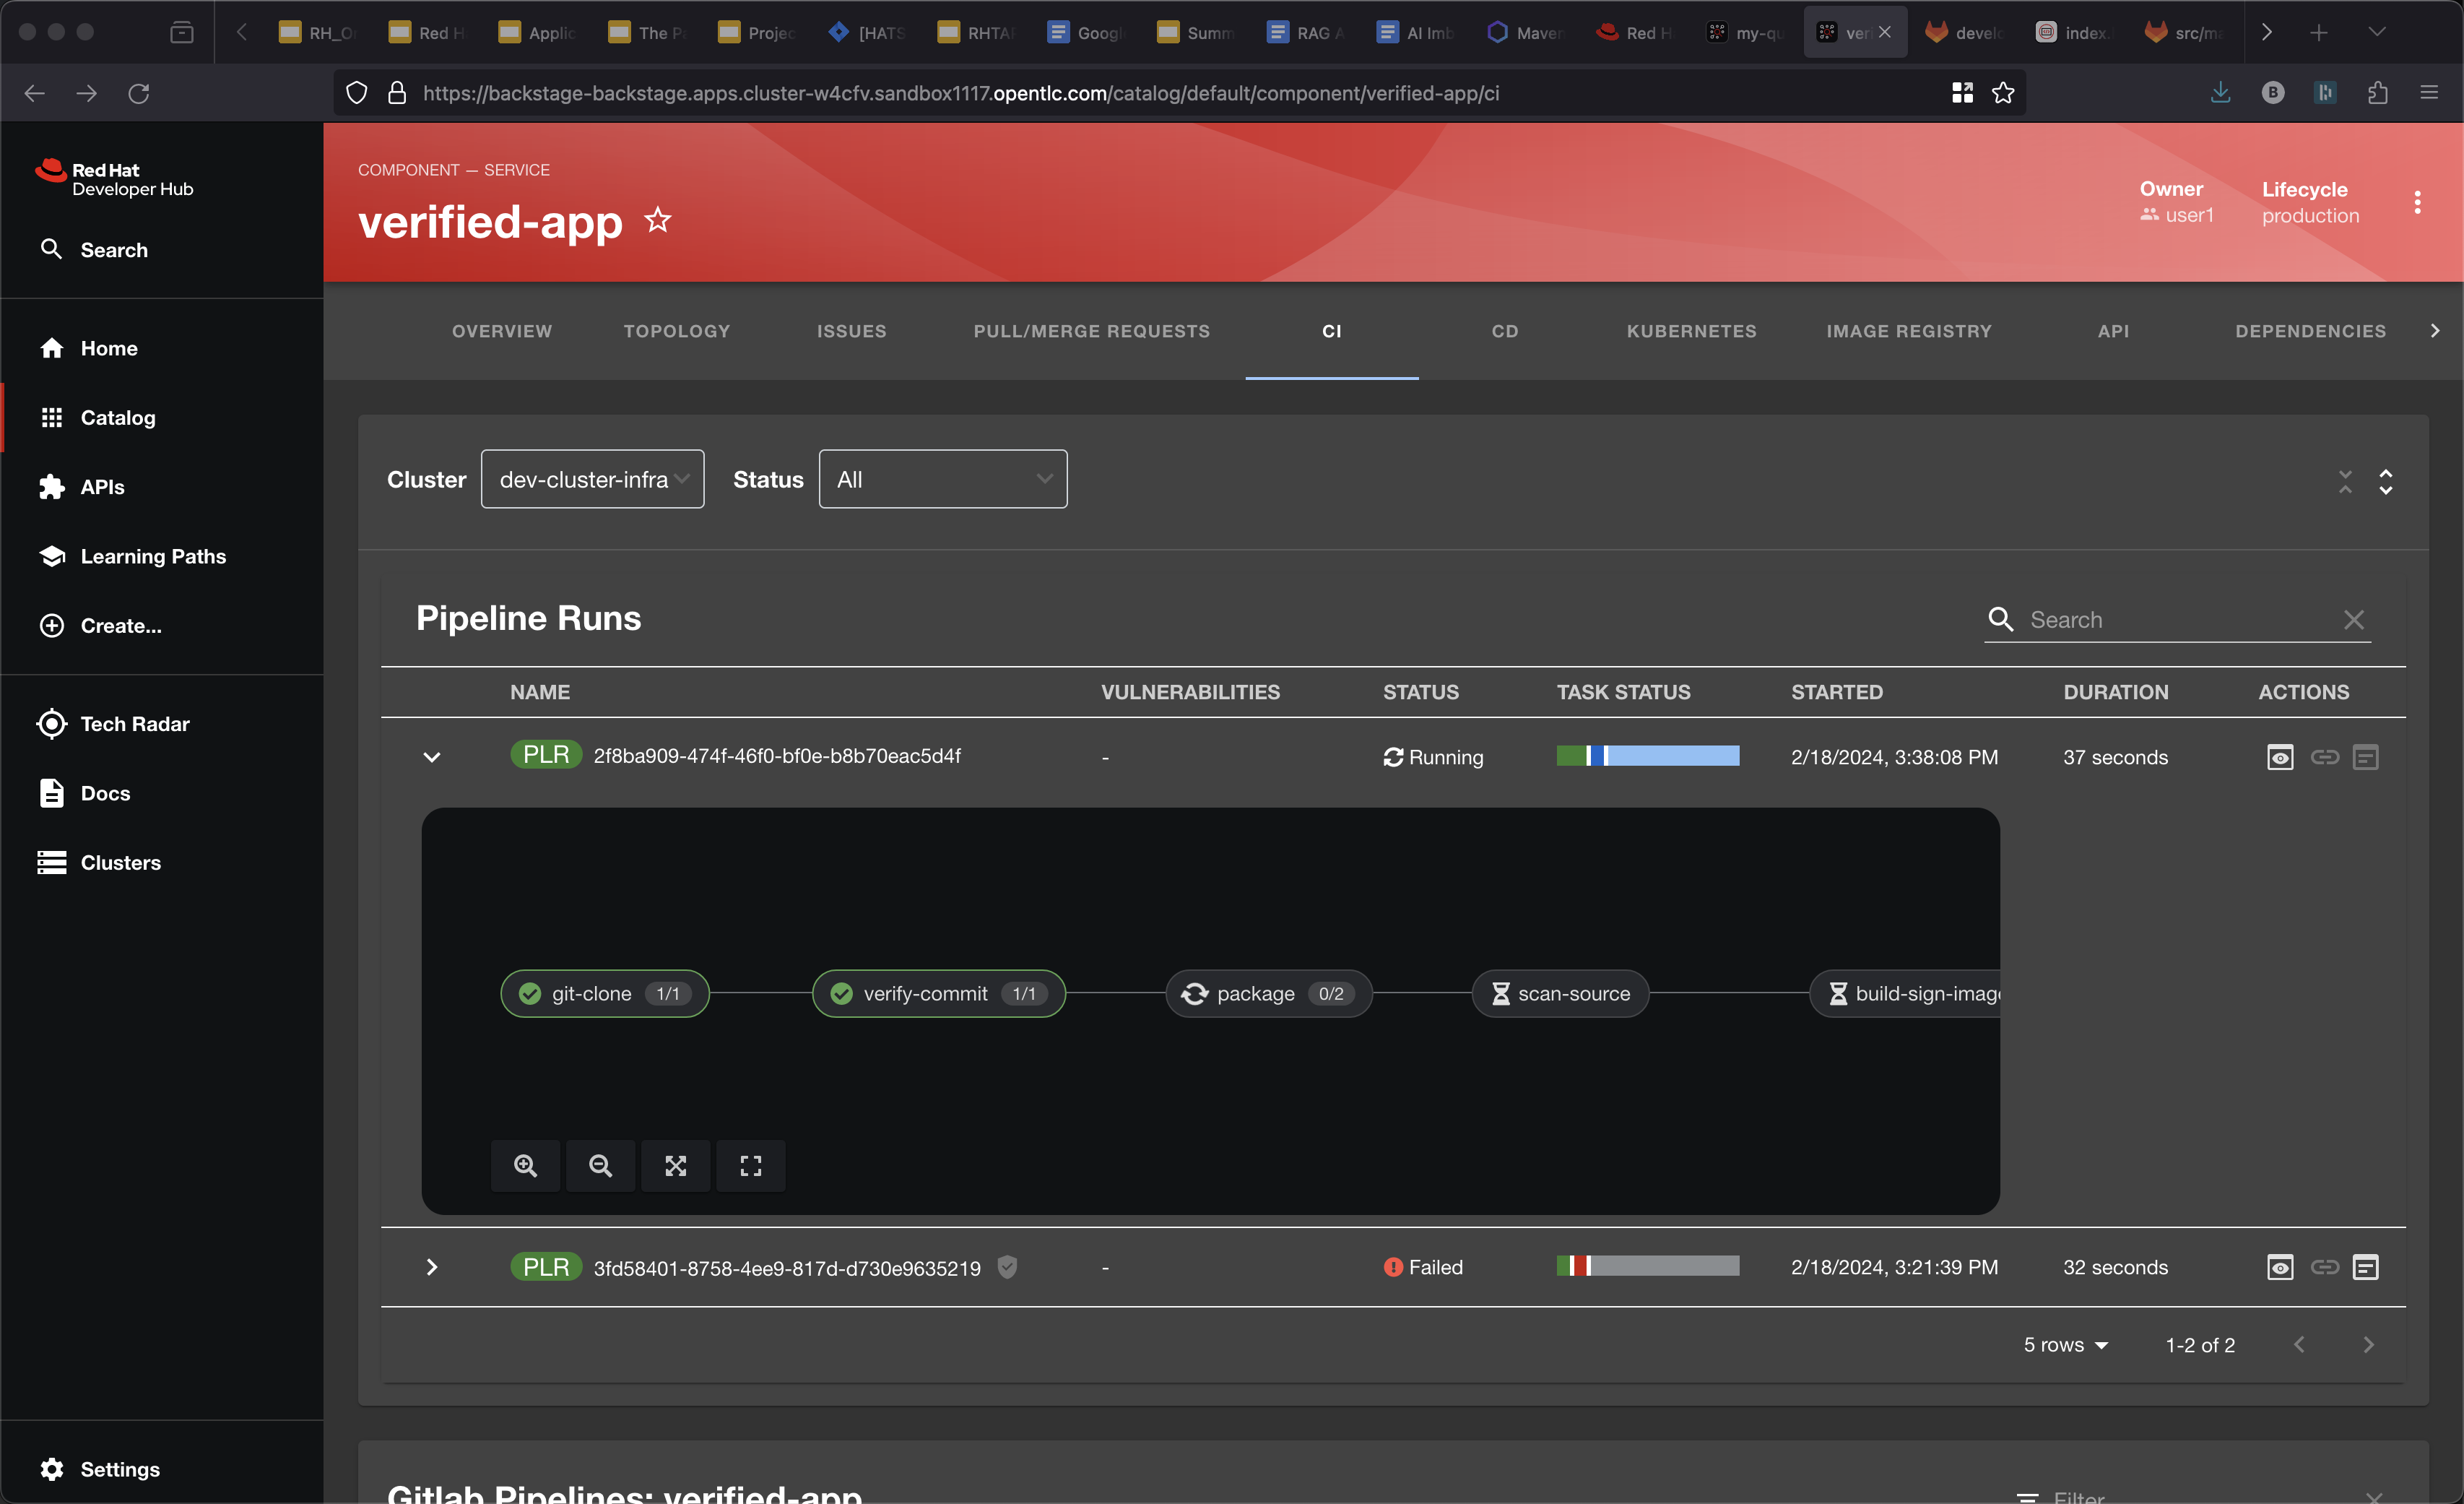 RH_O
Red H
Applic
The P
Projec
[HATS
RHTA
Googl
Summ
RAG A
AI Imb
Maven
Red H
my-qu
veri
develo
index.
src/ma
https://backstage-backstage.apps.cluster-w4cfv.sandbox1117.opentlc.com/catalog/default/component/verified-app/ci
B
Red Hat
Developer Hub
Search
Home
Catalog
APIs
Learning Paths
Create...
Tech Radar
Docs
Clusters
Settings
COMPONENT — SERVICE
verified-app
Owner
user1
Lifecycle
production
OVERVIEW TOPOLOGY ISSUES PULL/MERGE REQUESTS CI CD KUBERNETES IMAGE REGISTRY API DEPENDENCIES
Cluster dev-cluster-infra Status All
Pipeline Runs
Search
NAME VULNERABILITIES STATUS TASK STATUS STARTED DURATION ACTIONS
PLR 2f8ba909-474f-46f0-bf0e-b8b70eac5d4f - Running 2/18/2024, 3:38:08 PM 37 seconds
git-clone 1/1 verify-commit 1/1 package 0/2 scan-source build-sign-image
PLR 3fd58401-8758-4ee9-817d-d730e9635219 - Failed 2/18/2024, 3:21:39 PM 32 seconds
5 rows 1-2 of 2
Gitlab Pipelines: verified-app
Filter